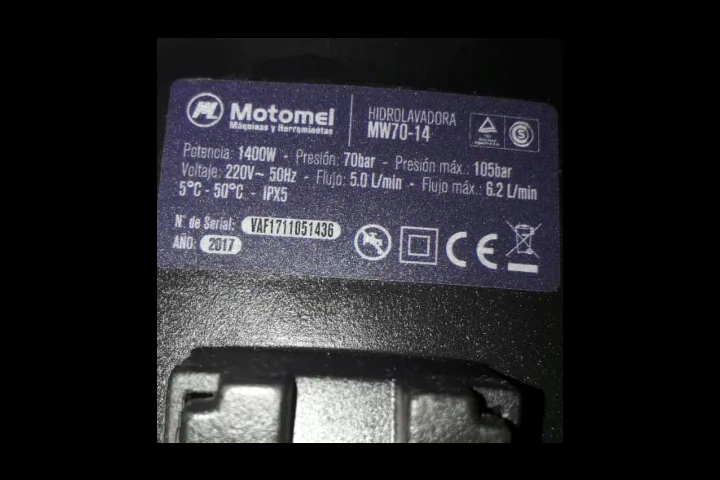 Motomel
Máquinas y Herramientas
HIDROLAVADORA
MW70-14
Potencia: 1400W - Presión: 70bar - Presión máx.: 105bar
Voltaje: 220V~ 50Hz - Flujo: 5.0 L/min - Flujo máx.: 6.2 L/min
5°C - 50°C - IPX5
N° de Serial: VAF1711051436
AÑO: 2017
CE